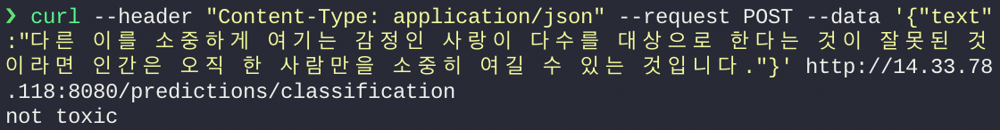 ❯ curl --header "Content-Type: application/json" --request POST --data '{"text"
:"다른 이를 소중하게 여기는 감정인 사랑이 다수를 대상으로 한다는 것이 잘못된 것
이라면 인간은 오직 한 사람만을 소중히 여길 수 있는 것입니다."}' http://14.33.78
.118:8080/predictions/classification
not toxic